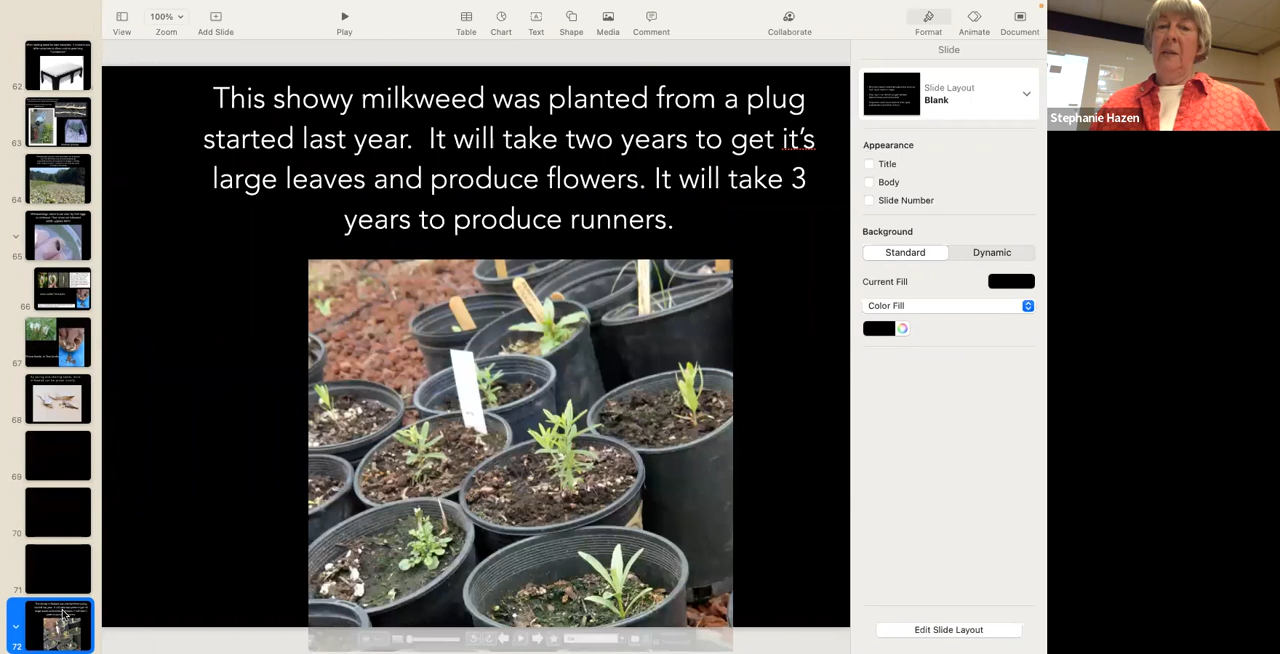 View
100%
Zoom
Add Slide
Play
Table
Chart
Text
Shape
Media
Comment
Collaborate
Format
Animate
Document
Slide
Slide Layout
Blank
Appearance
Title
Body
Slide Number
Background
Standard
Dynamic
Current Fill
Color Fill
Edit Slide Layout
This showy milkweed was planted from a plug
started last year. It will take two years to get it's
large leaves and produce flowers. It will take 3
years to produce runners.
Stephanie Hazen
62
63
64
65
66
67
68
69
70
71
72